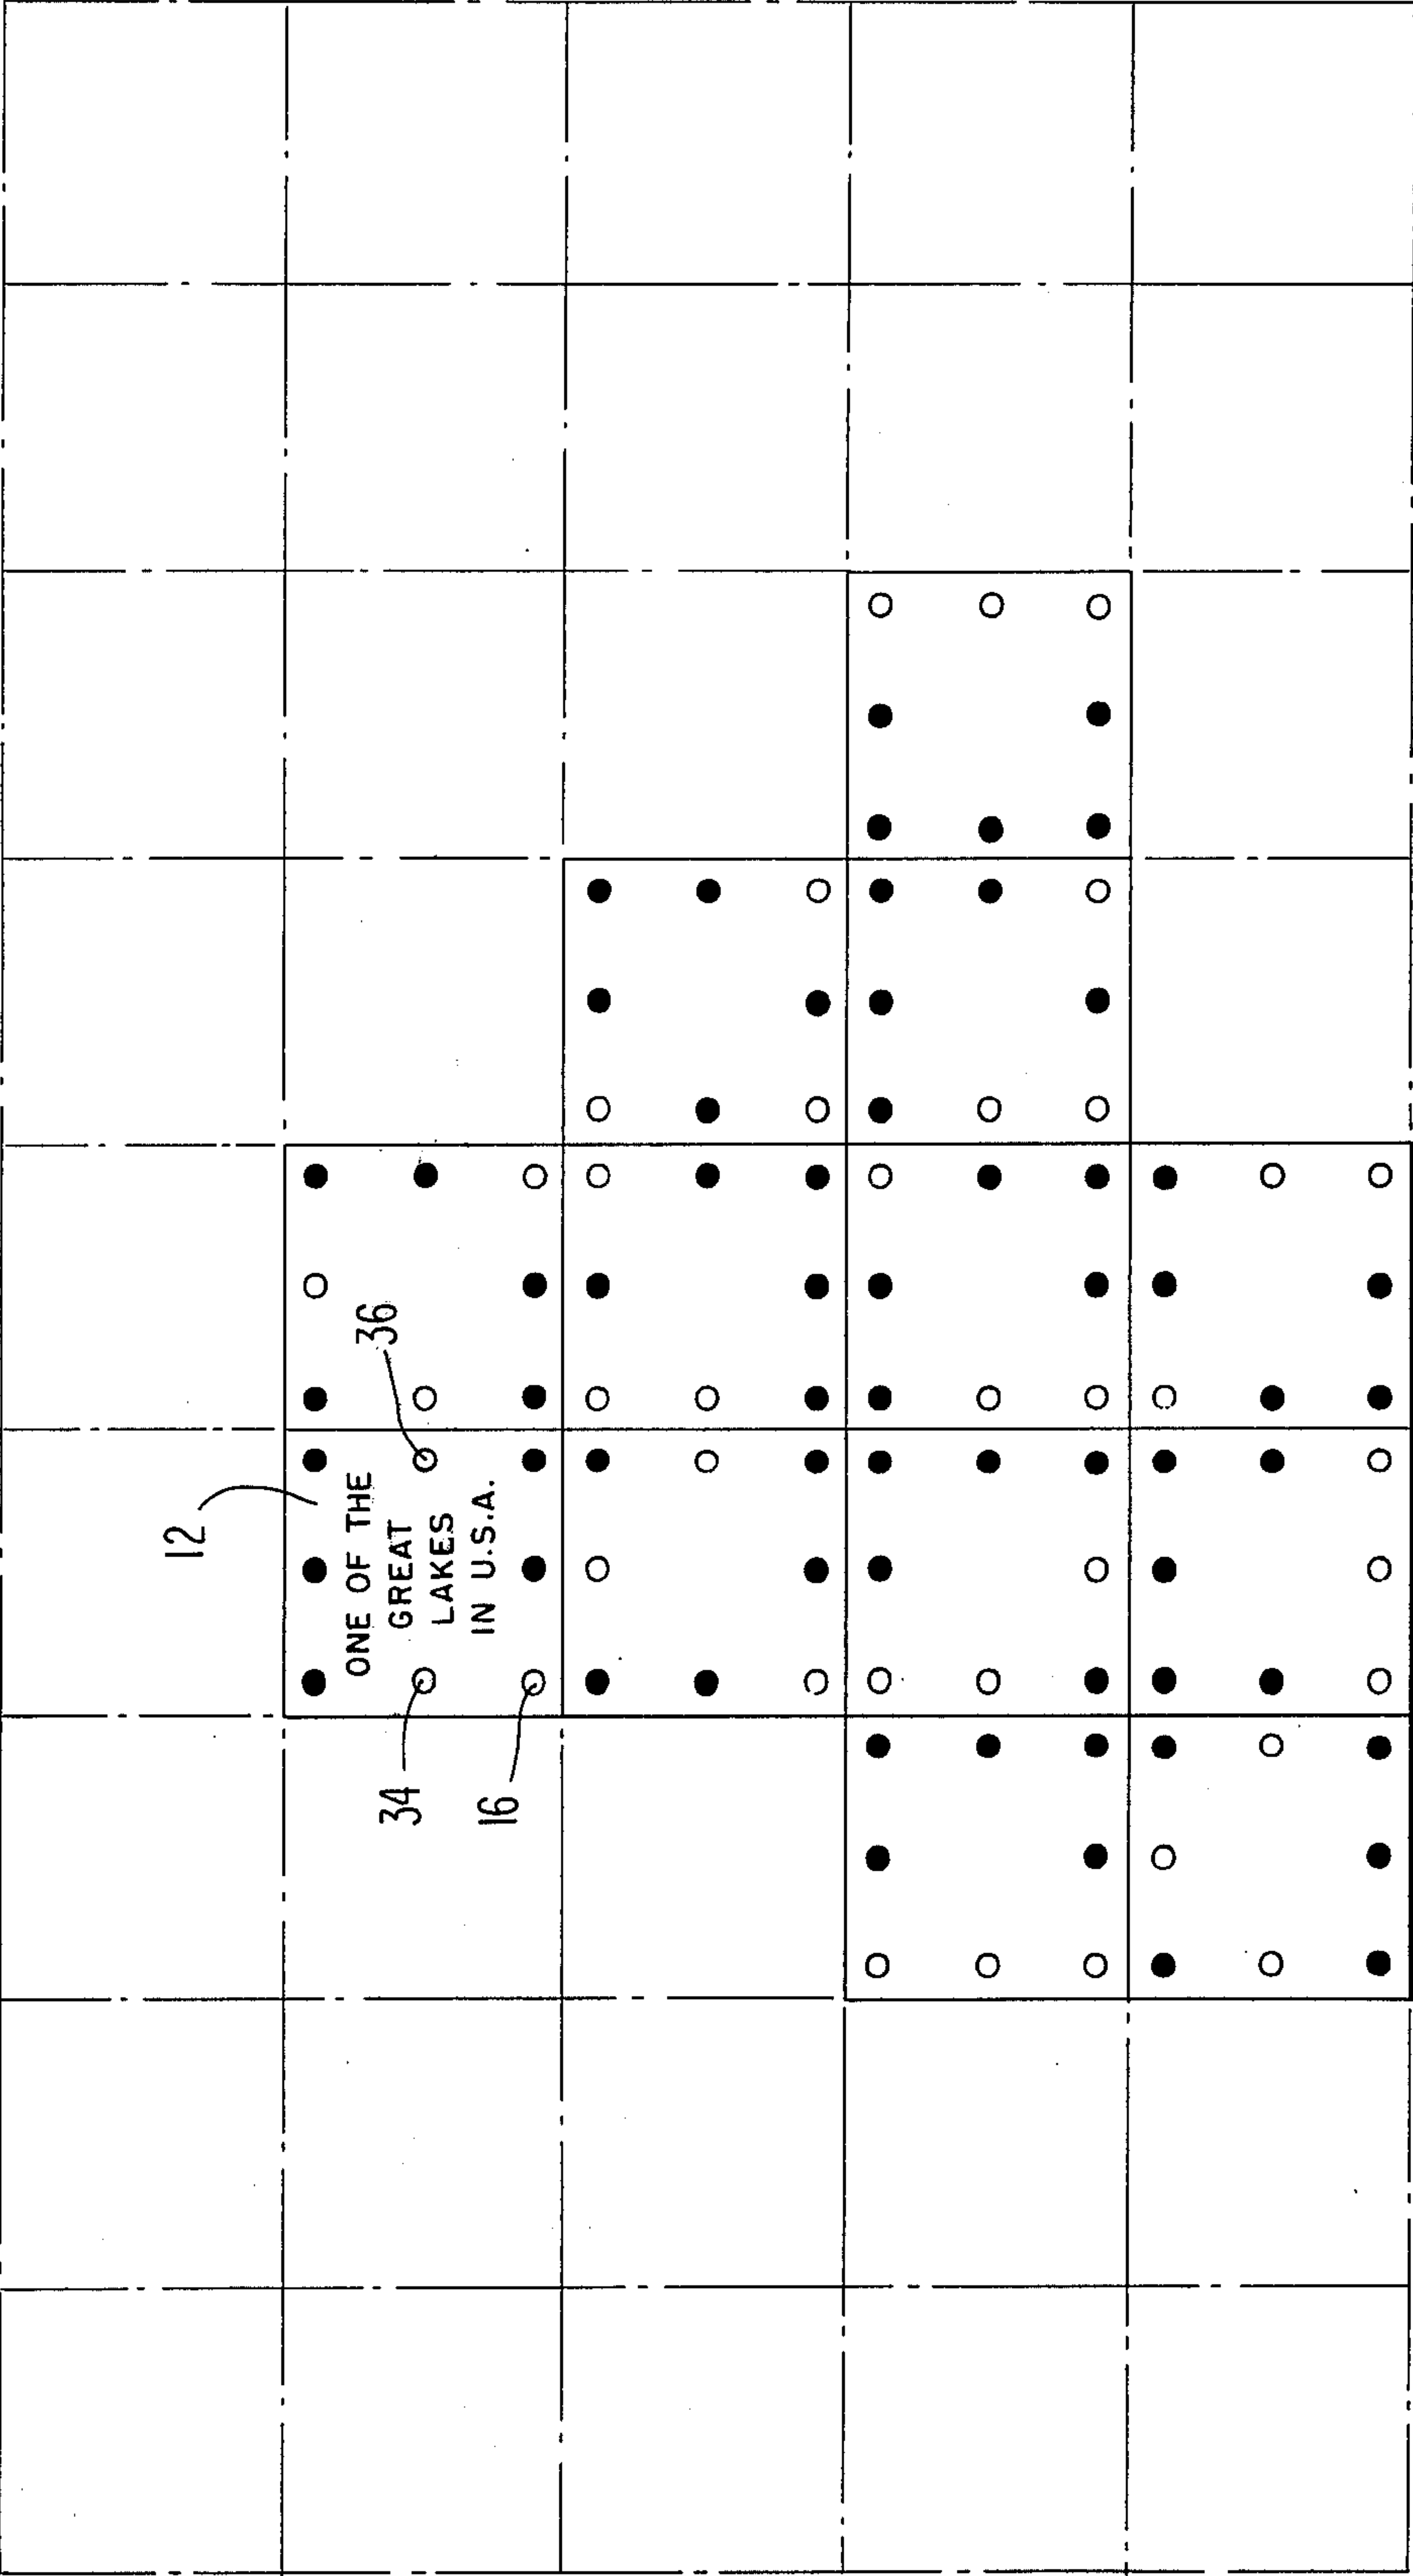 12
ONE OF THE
GREAT
LAKES
IN U.S.A.
36
34
16